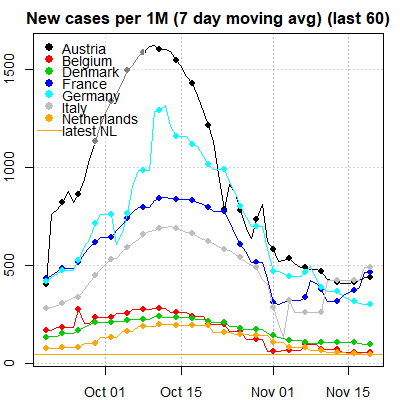 New cases per 1M (7 day moving avg) (last 60)
Austria
Belgium
Denmark
France
Germany
Italy
Netherlands
latest NL
1500
1000
500
0
Oct 01 Oct 15 Nov 01 Nov 15